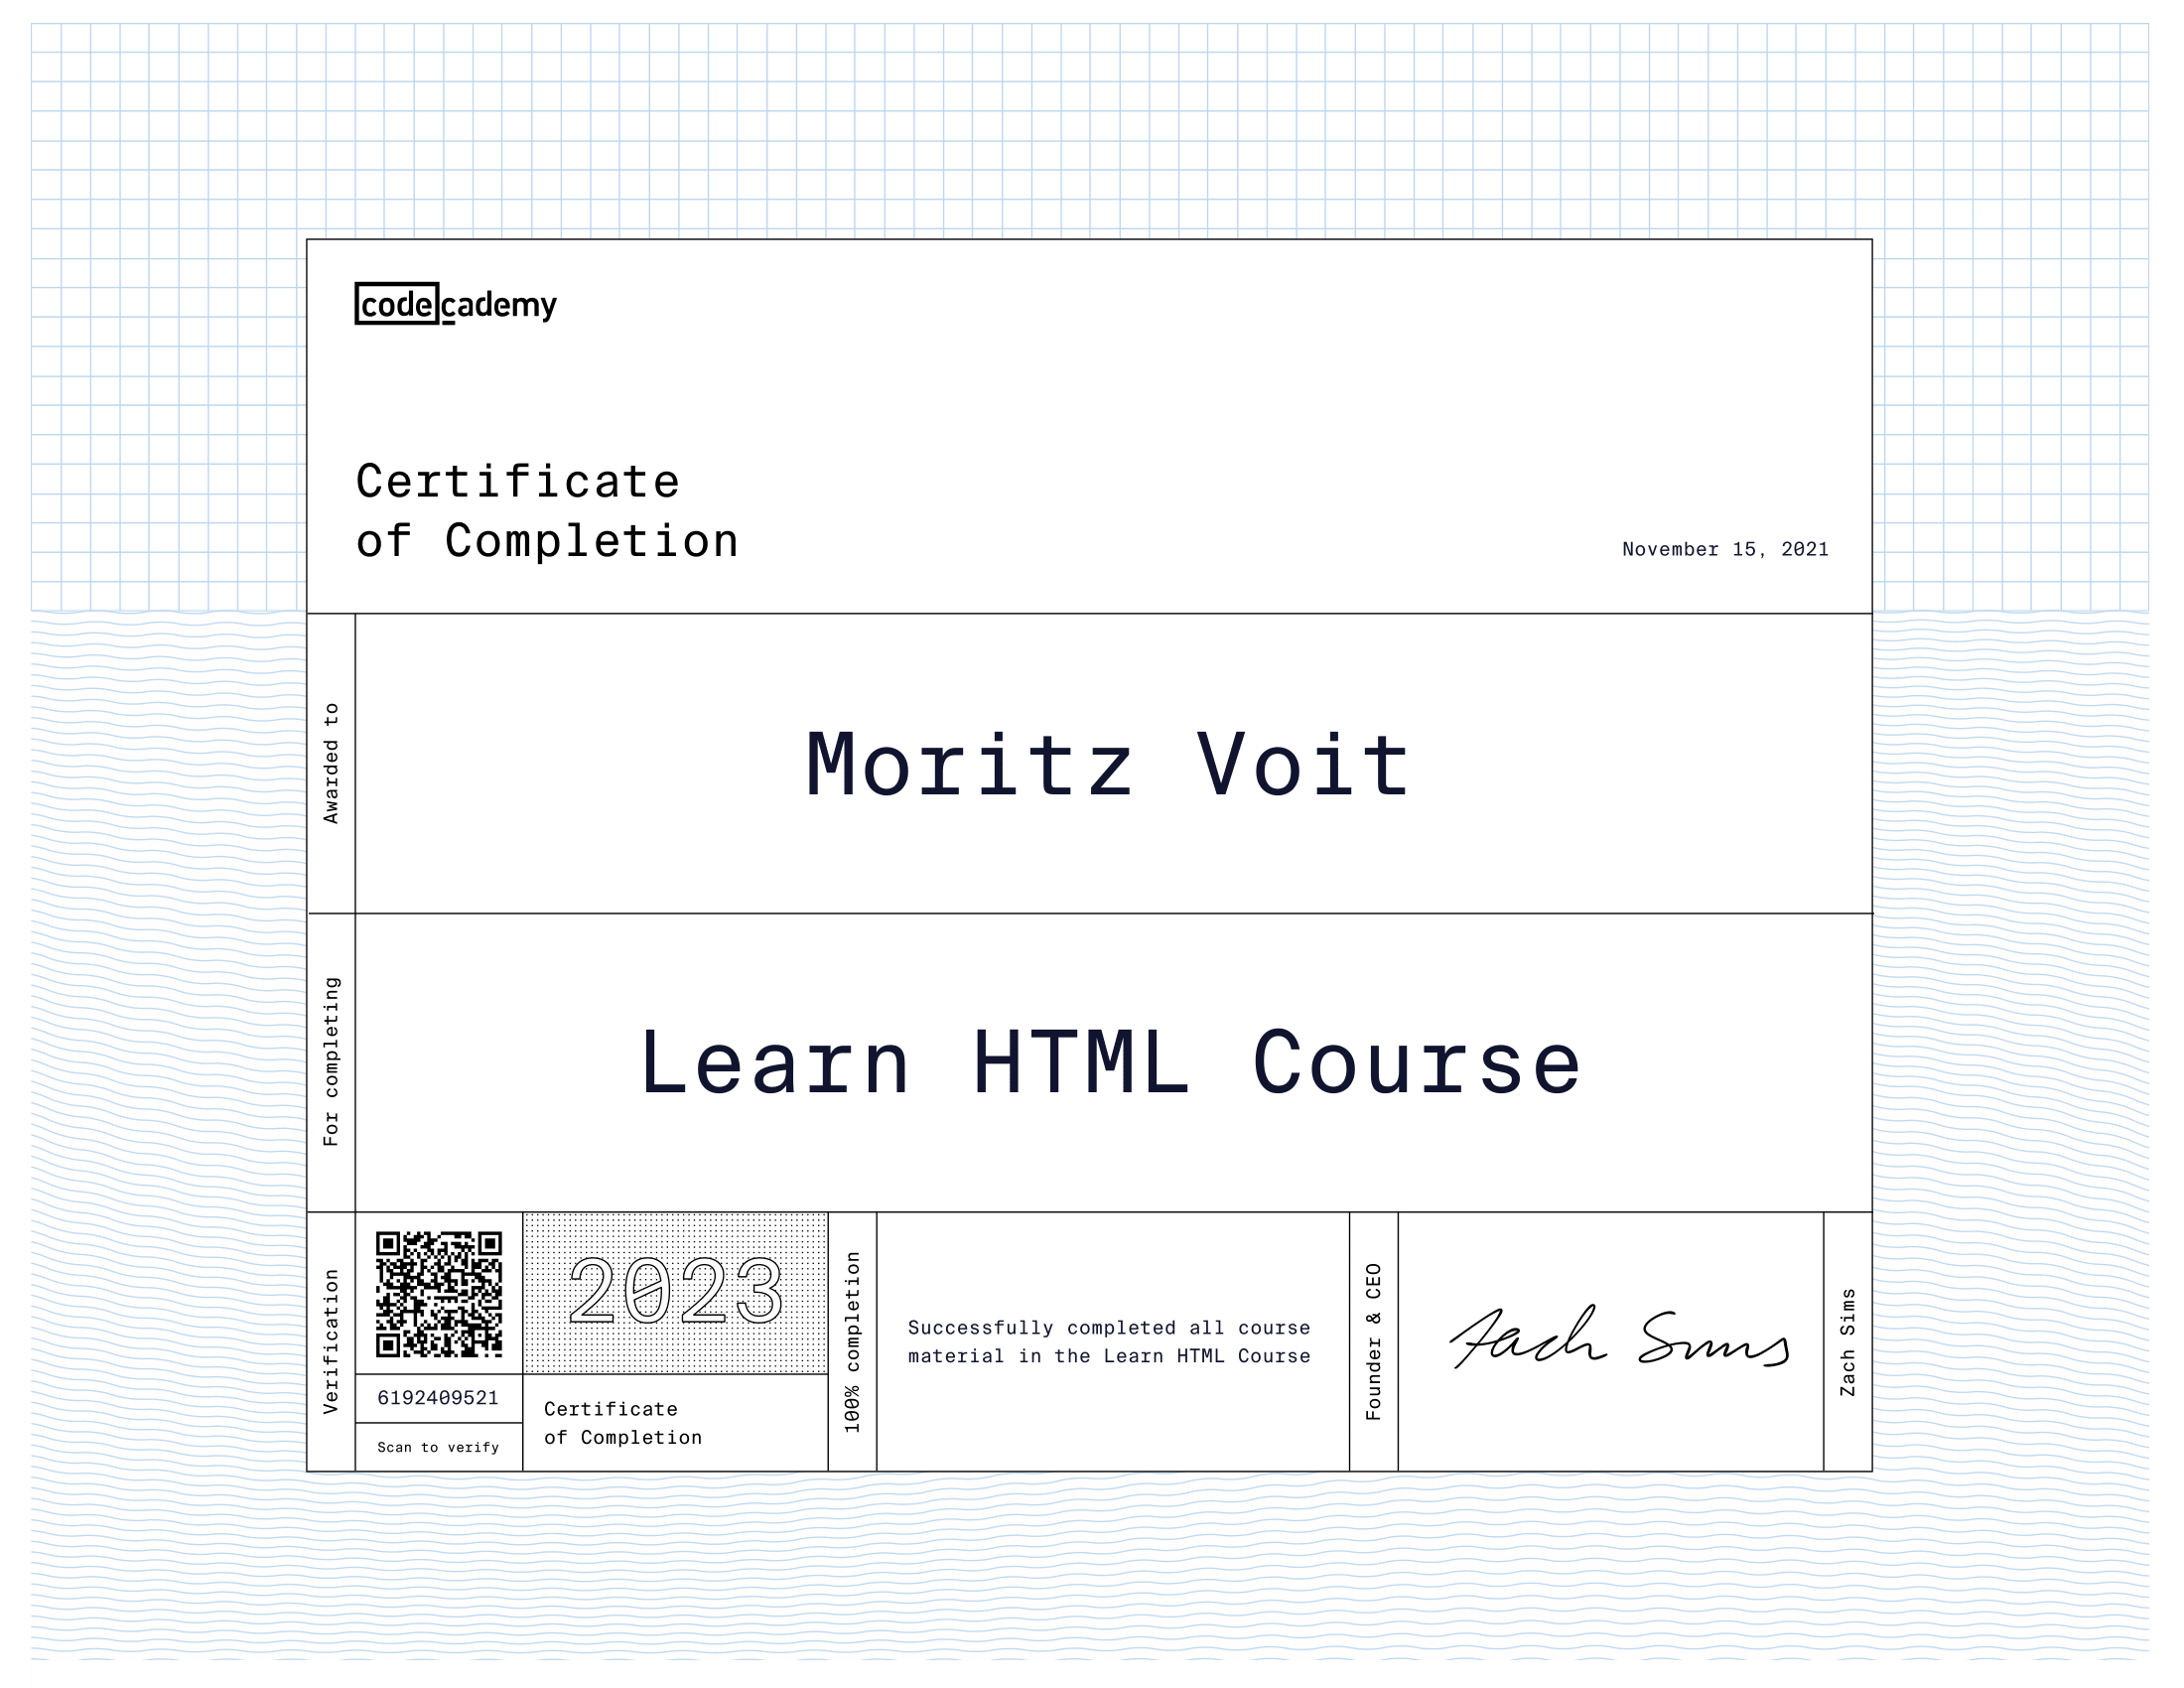 codecademy
Certificate
of Completion
November 15, 2021
Awarded to
Moritz Voit
For completing
Learn HTML Course
Verification
6192409521
Scan to verify
2023
Certificate
of Completion
100% completion
Successfully completed all course
material in the Learn HTML Course
Founder & CEO
Zach Sims
Zach Sims